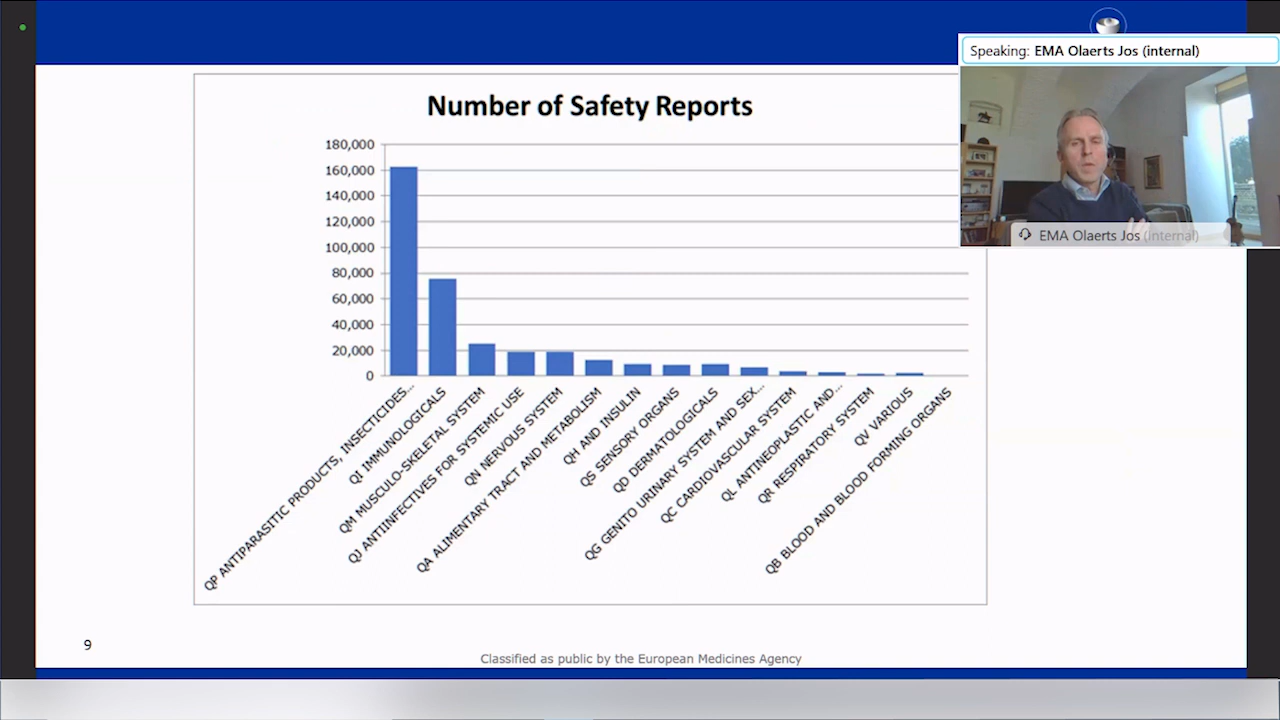 Speaking: EMA Olaerts Jos (internal)
EMA Olaerts Jos (internal)
Number of Safety Reports
180,000
160,000
140,000
120,000
100,000
80,000
60,000
40,000
20,000
0
QP ANTIPARASITIC PRODUCTS, INSECTICIDES...
QI IMMUNOLOGICALS
QM MUSCULO-SKELETAL SYSTEM
QJ ANTIINFECTIVES FOR SYSTEMIC USE
QN NERVOUS SYSTEM
QA ALIMENTARY TRACT AND METABOLISM
QH AND INSULIN
QS SENSORY ORGANS
QD DERMATOLOGICALS
QG GENITO URINARY SYSTEM AND SEX...
QC CARDIOVASCULAR SYSTEM
QL ANTINEOPLASTIC AND...
QR RESPIRATORY SYSTEM
QV VARIOUS
QB BLOOD AND BLOOD FORMING ORGANS
9
Classified as public by the European Medicines Agency